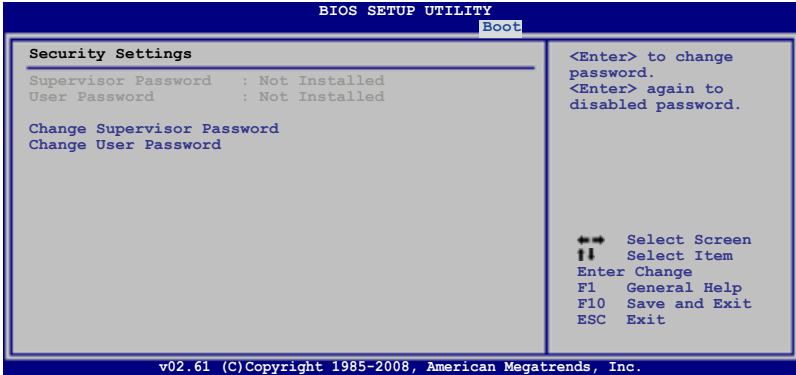 BIOS SETUP UTILITY
Boot
Security Settings
Supervisor Password : Not Installed
User Password : Not Installed
Change Supervisor Password
Change User Password
<Enter> to change
password.
<Enter> again to
disabled password.
←→ Select Screen
↑↓ Select Item
Enter Change
F1 General Help
F10 Save and Exit
ESC Exit
v02.61 (C)Copyright 1985-2008, American Megatrends, Inc.